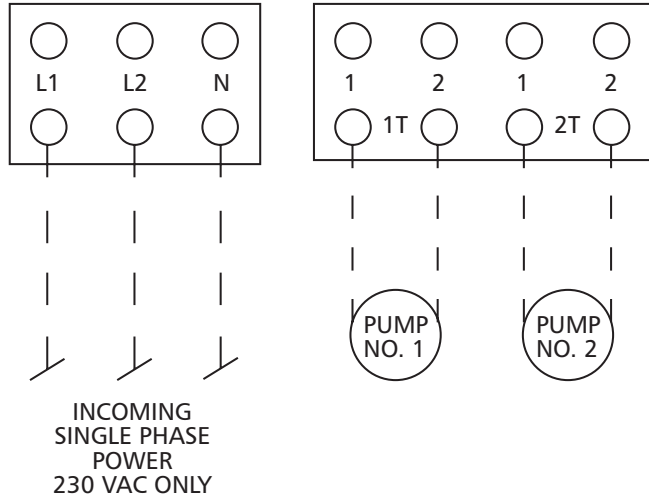 L1 L2 N
1 2 1 2
1T 2T
PUMP
NO. 1
PUMP
NO. 2
INCOMING
SINGLE PHASE
POWER
230 VAC ONLY